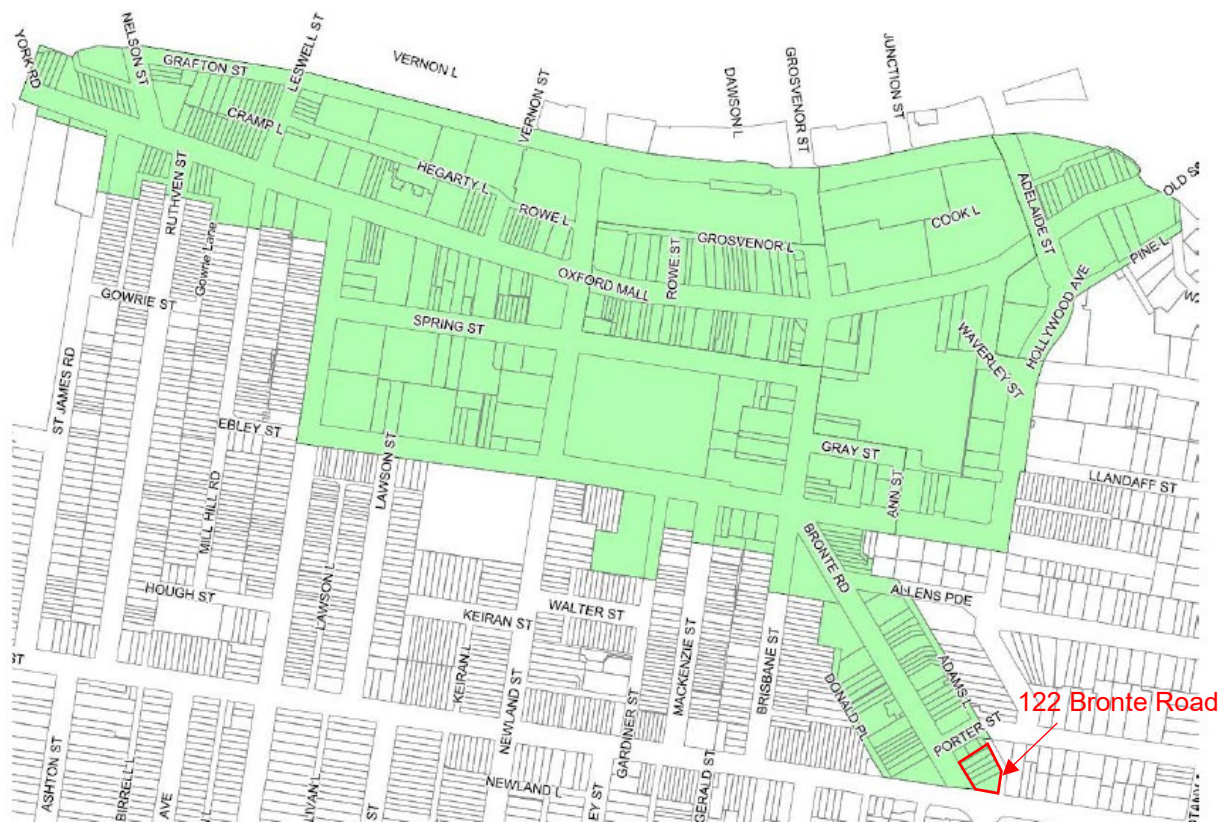 YORK RD
NELSON ST
GRAFTON ST
LESWELL ST
VERNON L
VERNON ST
DAWSON L
GROSVENOR ST
JUNCTION ST
CRAMP L
HEGARTY L
ROWE L
RUTHVEN ST
Gowrie Lane
OXFORD MALL
ROWE ST
GROSVENOR L
COOK L
ADELAIDE ST
OLD
PINE L
HOLLYWOOD AVE
WAVERLEY ST
GOWRIE ST
SPRING ST
ST JAMES RD
EBLEY ST
MILL HILL RD
LAWSON ST
GRAY ST
ANN ST
LLANDAFF ST
BRONTE RD
ALLENS PDE
HOUGH ST
LAWSON L
KEIRAN ST
WALTER ST
KEIRAN L
NEWLAND ST
GARDINER ST
MACKENZIE ST
BRISBANE ST
DONALD PL
ADAMS L
PORTER ST
122 Bronte Road
ST
ASHTON ST
BIRRELL L
AVE
ST
NEWLAND L
EY ST
GERALD ST